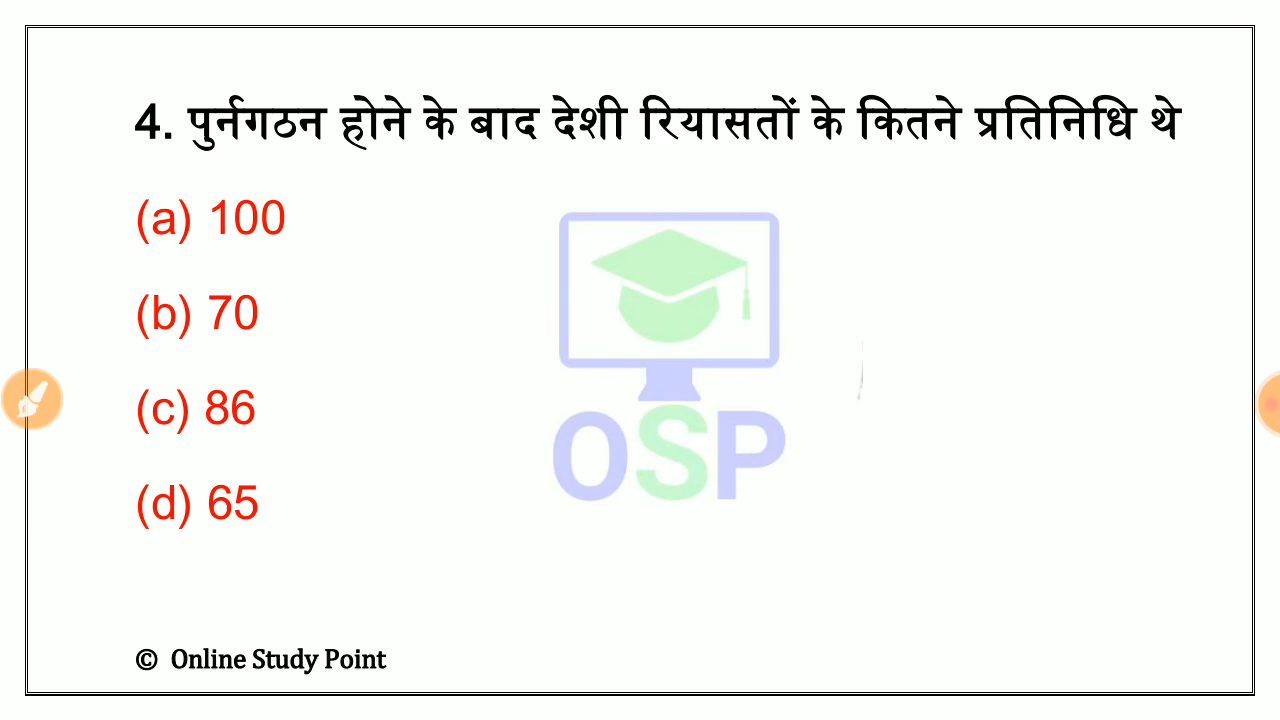 4. पुर्नगठन होने के बाद देशी रियासतों के कितने प्रतिनिधि थे
(a) 100
(b) 70
(c) 86
(d) 65
OSP
© Online Study Point